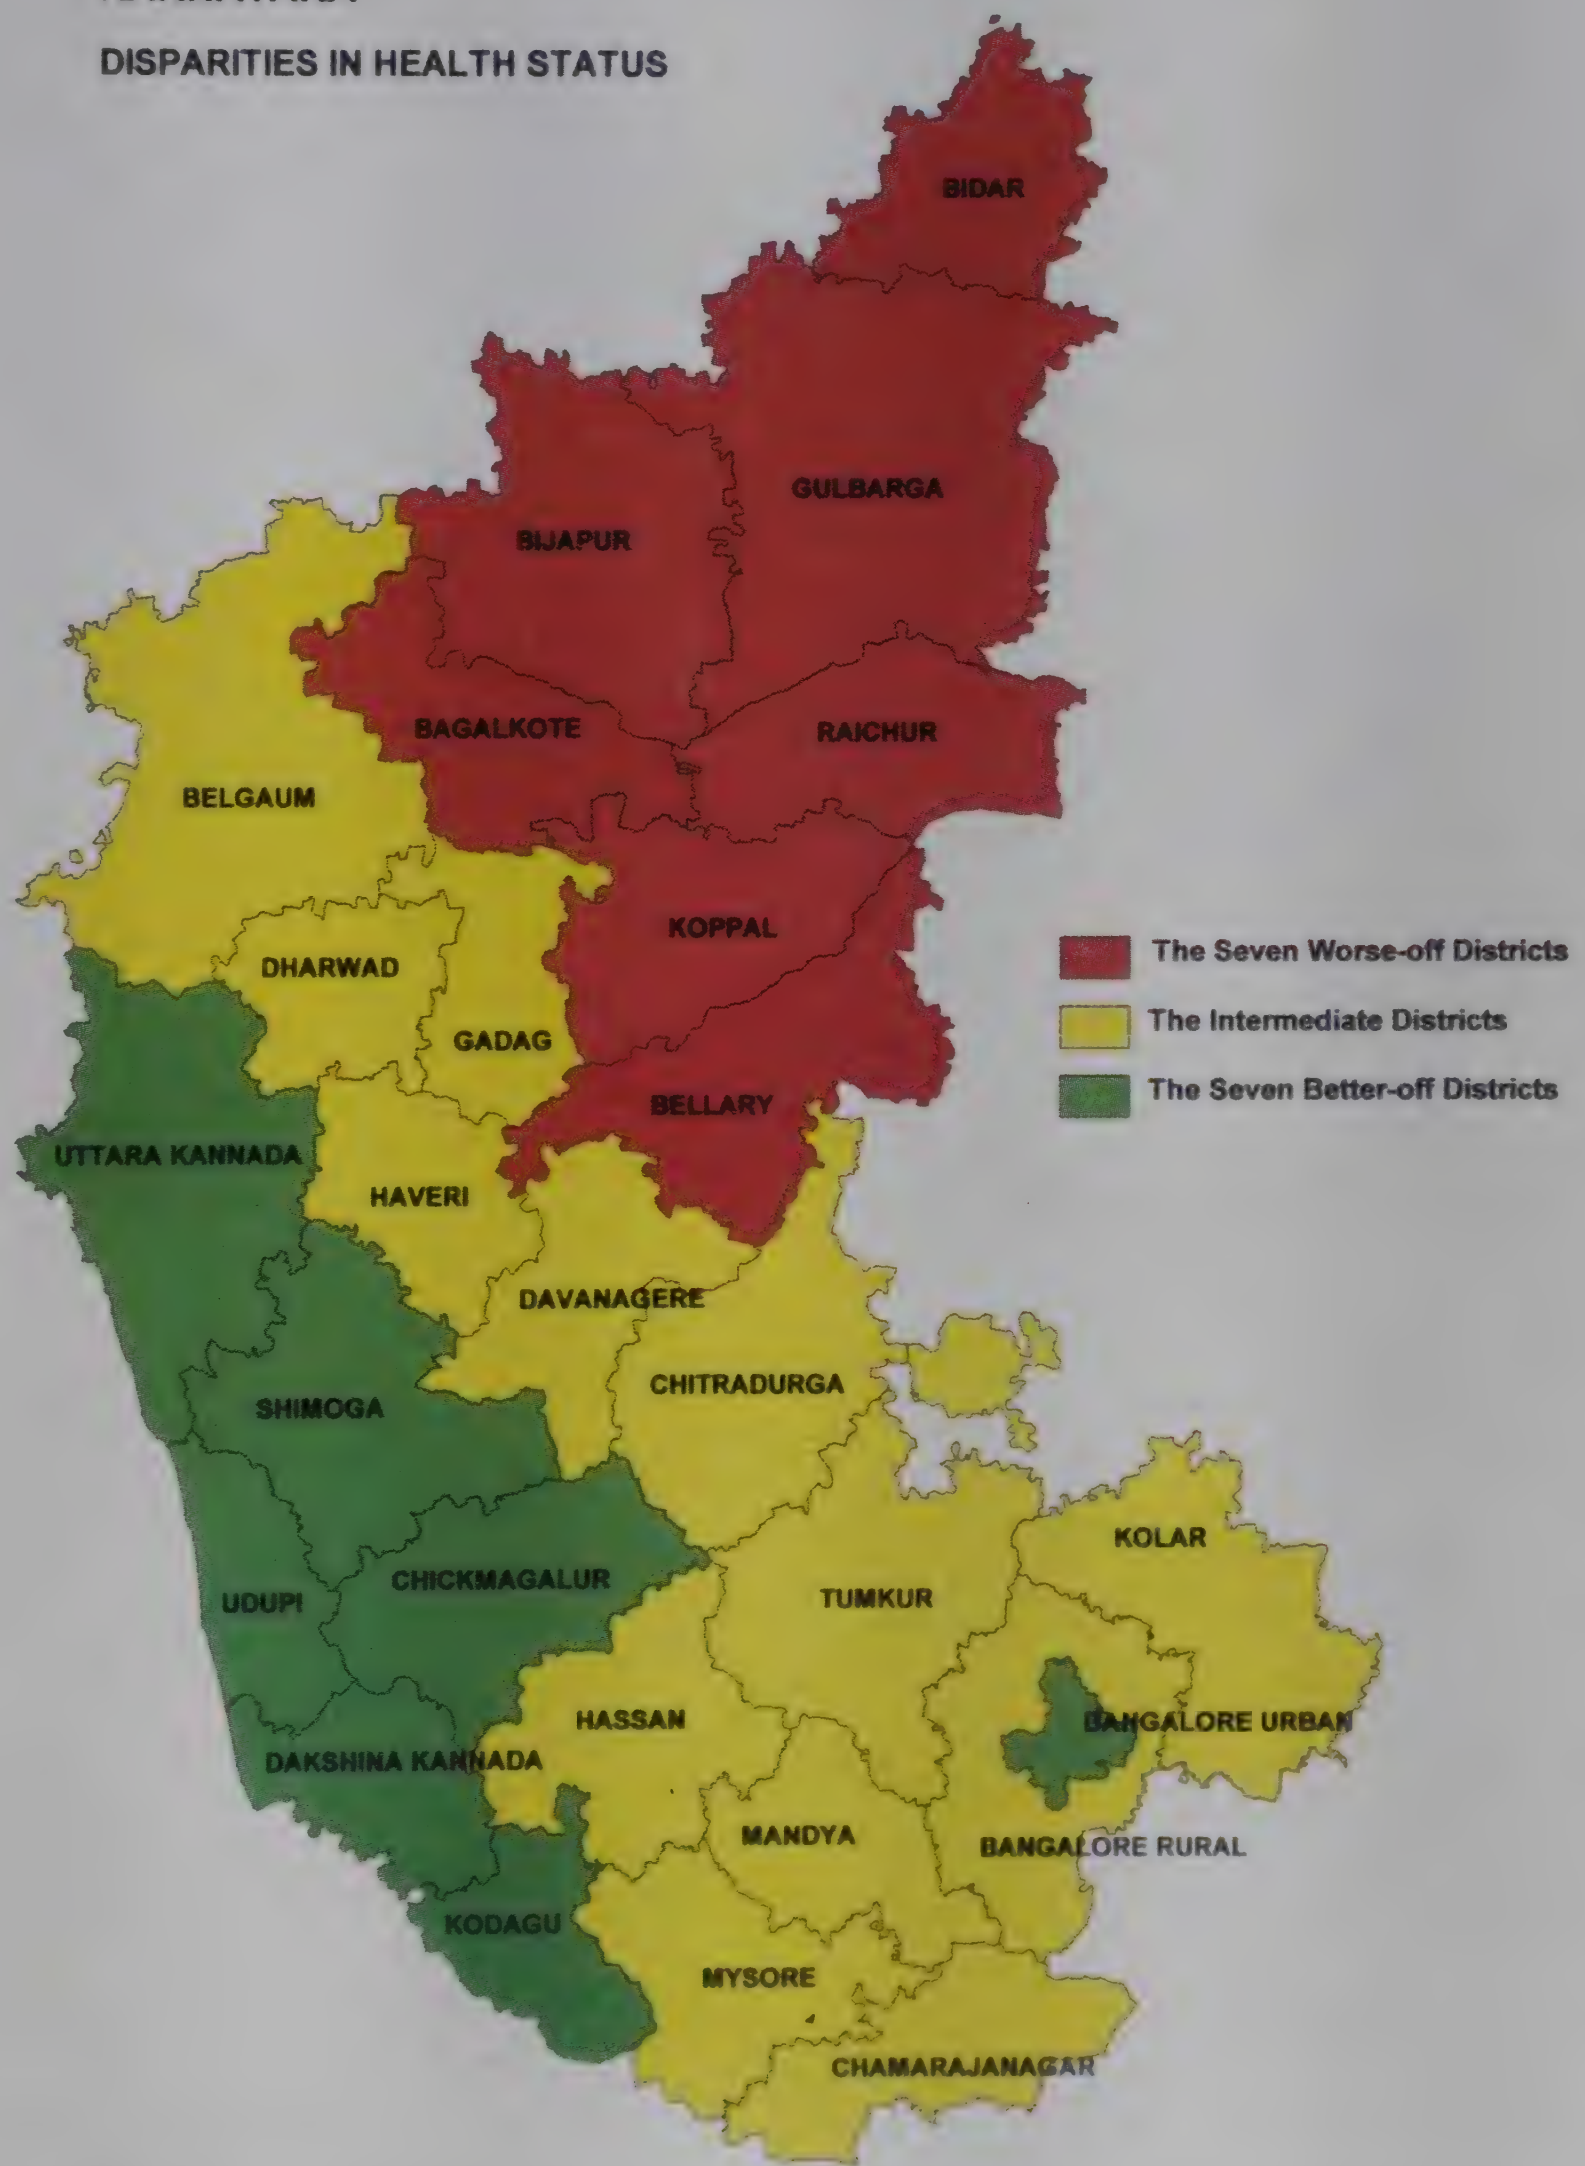 DISPARITIES IN HEALTH STATUS
BIDAR
GULBARGA
BIJAPUR
BAGALKOTE
RAICHUR
BELGAUM
KOPPAL
DHARWAD
GADAG
The Seven Worse-off Districts
The Intermediate Districts
The Seven Better-off Districts
BELLARY
UTTARA KANNADA
HAVERI
DAVANAGERE
CHITRADURGA
SHIMOGA
KOLAR
CHICKMAGALUR
TUMKUR
UDUPI
HASSAN
BANGALORE URBAN
DAKSHINA KANNADA
MANDYA
BANGALORE RURAL
KODAGU
MYSORE
CHAMARAJANAGAR